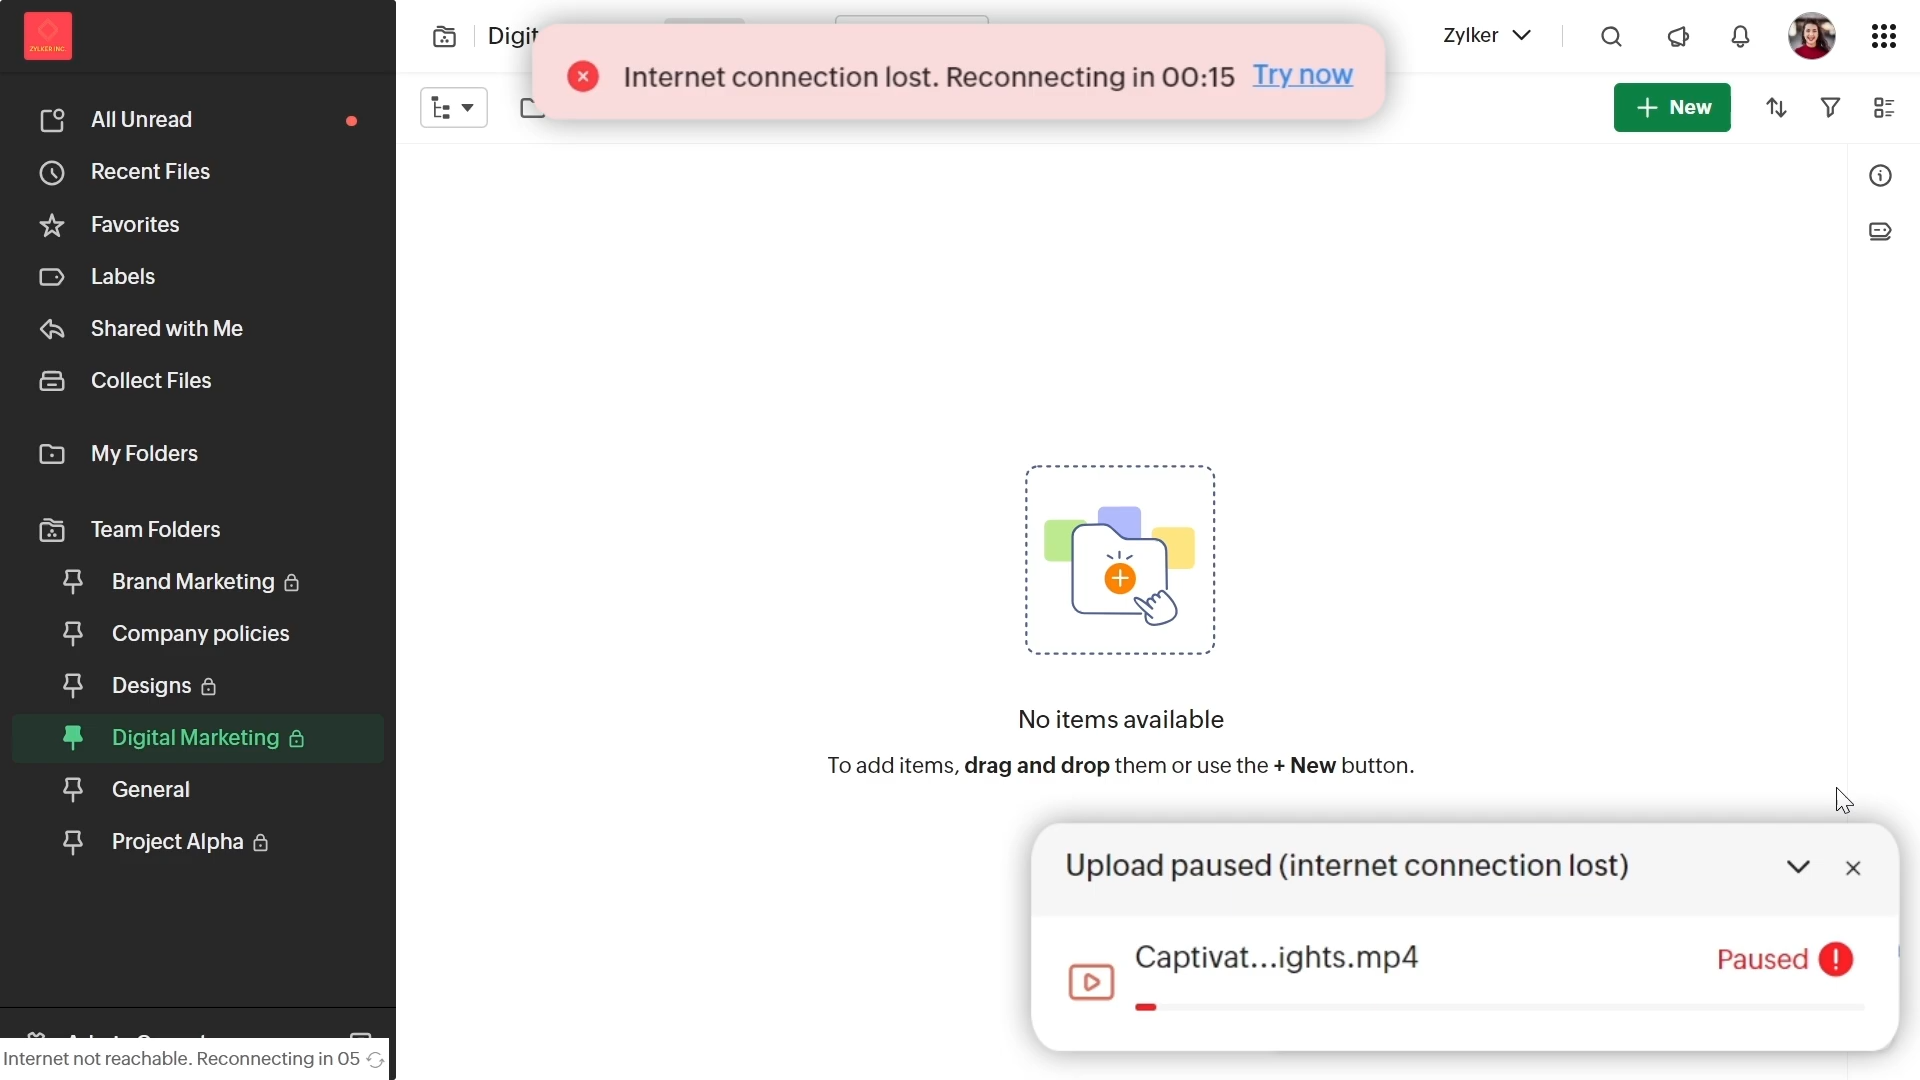 ZYLKER INC
Digit
Internet connection lost. Reconnecting in 00:15 Try now
Zylker
New
All Unread
Recent Files
Favorites
Labels
Shared with Me
Collect Files
My Folders
Team Folders
Brand Marketing
Company policies
Designs
Digital Marketing
General
Project Alpha
No items available
To add items, drag and drop them or use the + New button.
Upload paused (internet connection lost)
Captivat...ights.mp4
Paused
Internet not reachable. Reconnecting in 05